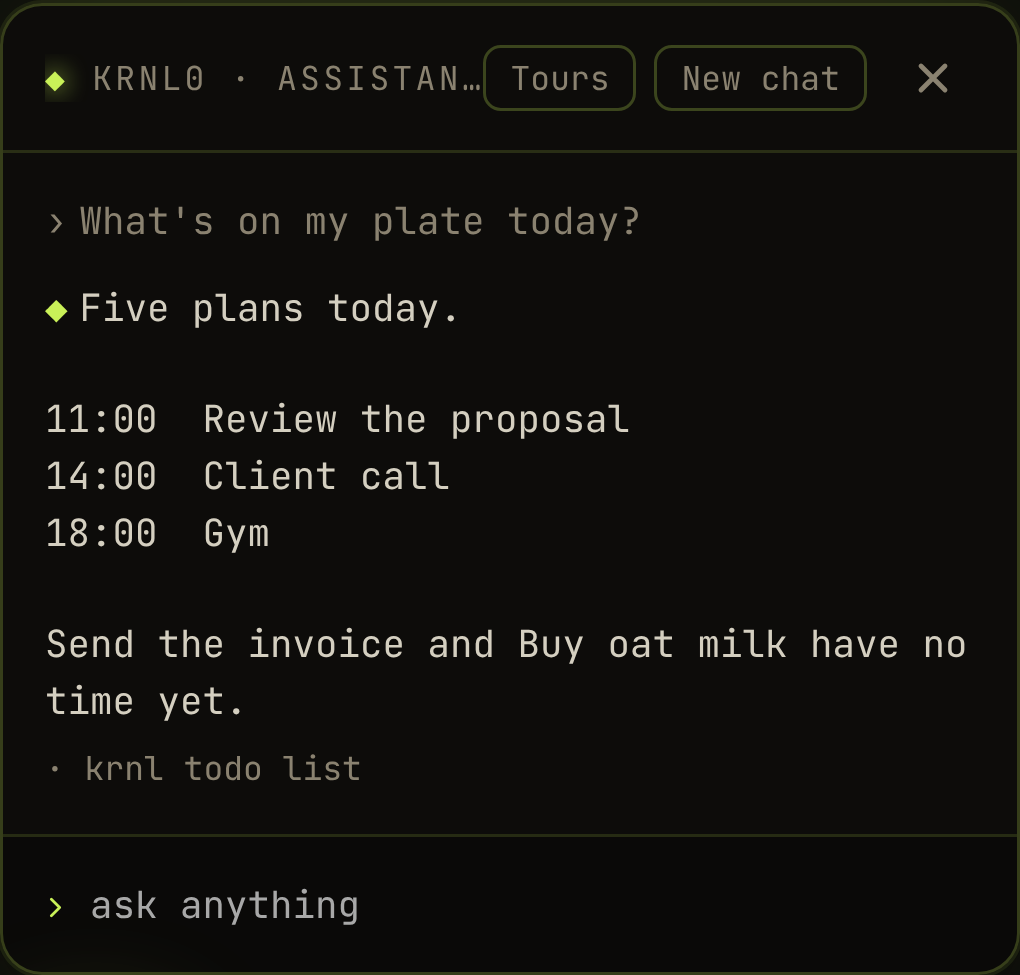 ◆ KRNL0 · ASSISTAN… Tours New chat ✕
› What's on my plate today?
◆ Five plans today.
11:00 Review the proposal
14:00 Client call
18:00 Gym
Send the invoice and Buy oat milk have no
time yet.
· krnl todo list
› ask anything